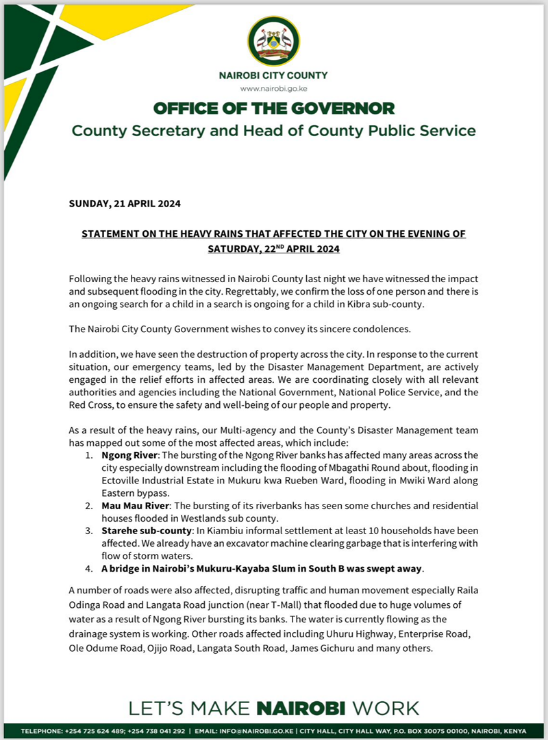 NAIROBI CITY COUNTY
www.nairobi.go.ke
OFFICE OF THE GOVERNOR
County Secretary and Head of County Public Service
SUNDAY, 21 APRIL 2024
STATEMENT ON THE HEAVY RAINS THAT AFFECTED THE CITY ON THE EVENING OF
SATURDAY, 22ND APRIL 2024
Following the heavy rains witnessed in Nairobi County last night we have witnessed the impact
and subsequent flooding in the city. Regrettably, we confirm the loss of one person and there is
an ongoing search for a child in a search is ongoing for a child in Kibra sub-county.
The Nairobi City County Government wishes to convey its sincere condolences.
In addition, we have seen the destruction of property across the city. In response to the current
situation, our emergency teams, led by the Disaster Management Department, are actively
engaged in the relief efforts in affected areas. We are coordinating closely with all relevant
authorities and agencies including the National Government, National Police Service, and the
Red Cross, to ensure the safety and well-being of our people and property.
As a result of the heavy rains, our Multi-agency and the County's Disaster Management team
has mapped out some of the most affected areas, which include:
1. Ngong River: The bursting of the Ngong River banks has affected many areas across the
city especially downstream including the flooding of Mbagathi Round about, flooding in
Ectoville Industrial Estate in Mukuru kwa Rueben Ward, flooding in Mwiki Ward along
Eastern bypass.
2. Mau Mau River: The bursting of its riverbanks has seen some churches and residential
houses flooded in Westlands sub county.
3. Starehe sub-county: In Kiambiu informal settlement at least 10 households have been
affected. We already have an excavator machine clearing garbage that is interfering with
flow of storm waters.
4. A bridge in Nairobi's Mukuru-Kayaba Slum in South B was swept away.
A number of roads were also affected, disrupting traffic and human movement especially Raila
Odinga Road and Langata Road junction (near T-Mall) that flooded due to huge volumes of
water as a result of Ngong River bursting its banks. The water is currently flowing as the
drainage system is working. Other roads affected including Uhuru Highway, Enterprise Road,
Ole Odume Road, Ojijo Road, Langata South Road, James Gichuru and many others.
LET'S MAKE NAIROBI WORK
TELEPHONE: +254 725 624 489; +254 738 041 292 | EMAIL: INFO@NAIROBI.GO.KE | CITY HALL, CITY HALL WAY, P.O. BOX 30075 00100, NAIROBI, KENYA